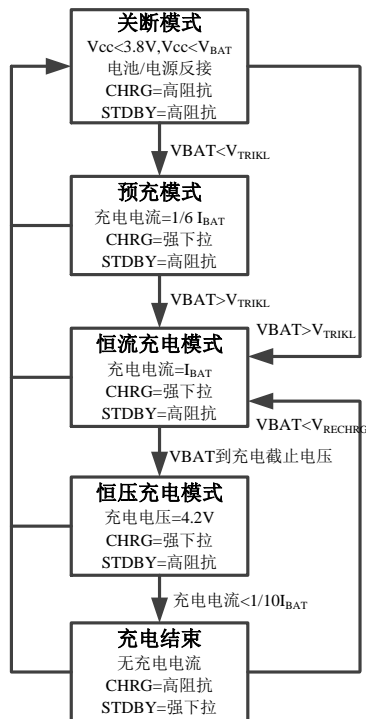 关断模式
Vcc<3.8V,Vcc<VBAT
电池/电源反接
CHRG=高阻抗
STDBY=高阻抗
VBAT<VTRIKL
预充模式
充电电流=1/6 IBAT
CHRG=强下拉
STDBY=高阻抗
VBAT>VTRIKL
VBAT>VTRIKL
恒流充电模式
充电电流=IBAT
CHRG=强下拉
STDBY=高阻抗
VBAT<VRECHRG
VBAT到充电截止电压
恒压充电模式
充电电压=4.2V
CHRG=强下拉
STDBY=高阻抗
充电电流<1/10IBAT
充电结束
无充电电流
CHRG=高阻抗
STDBY=强下拉